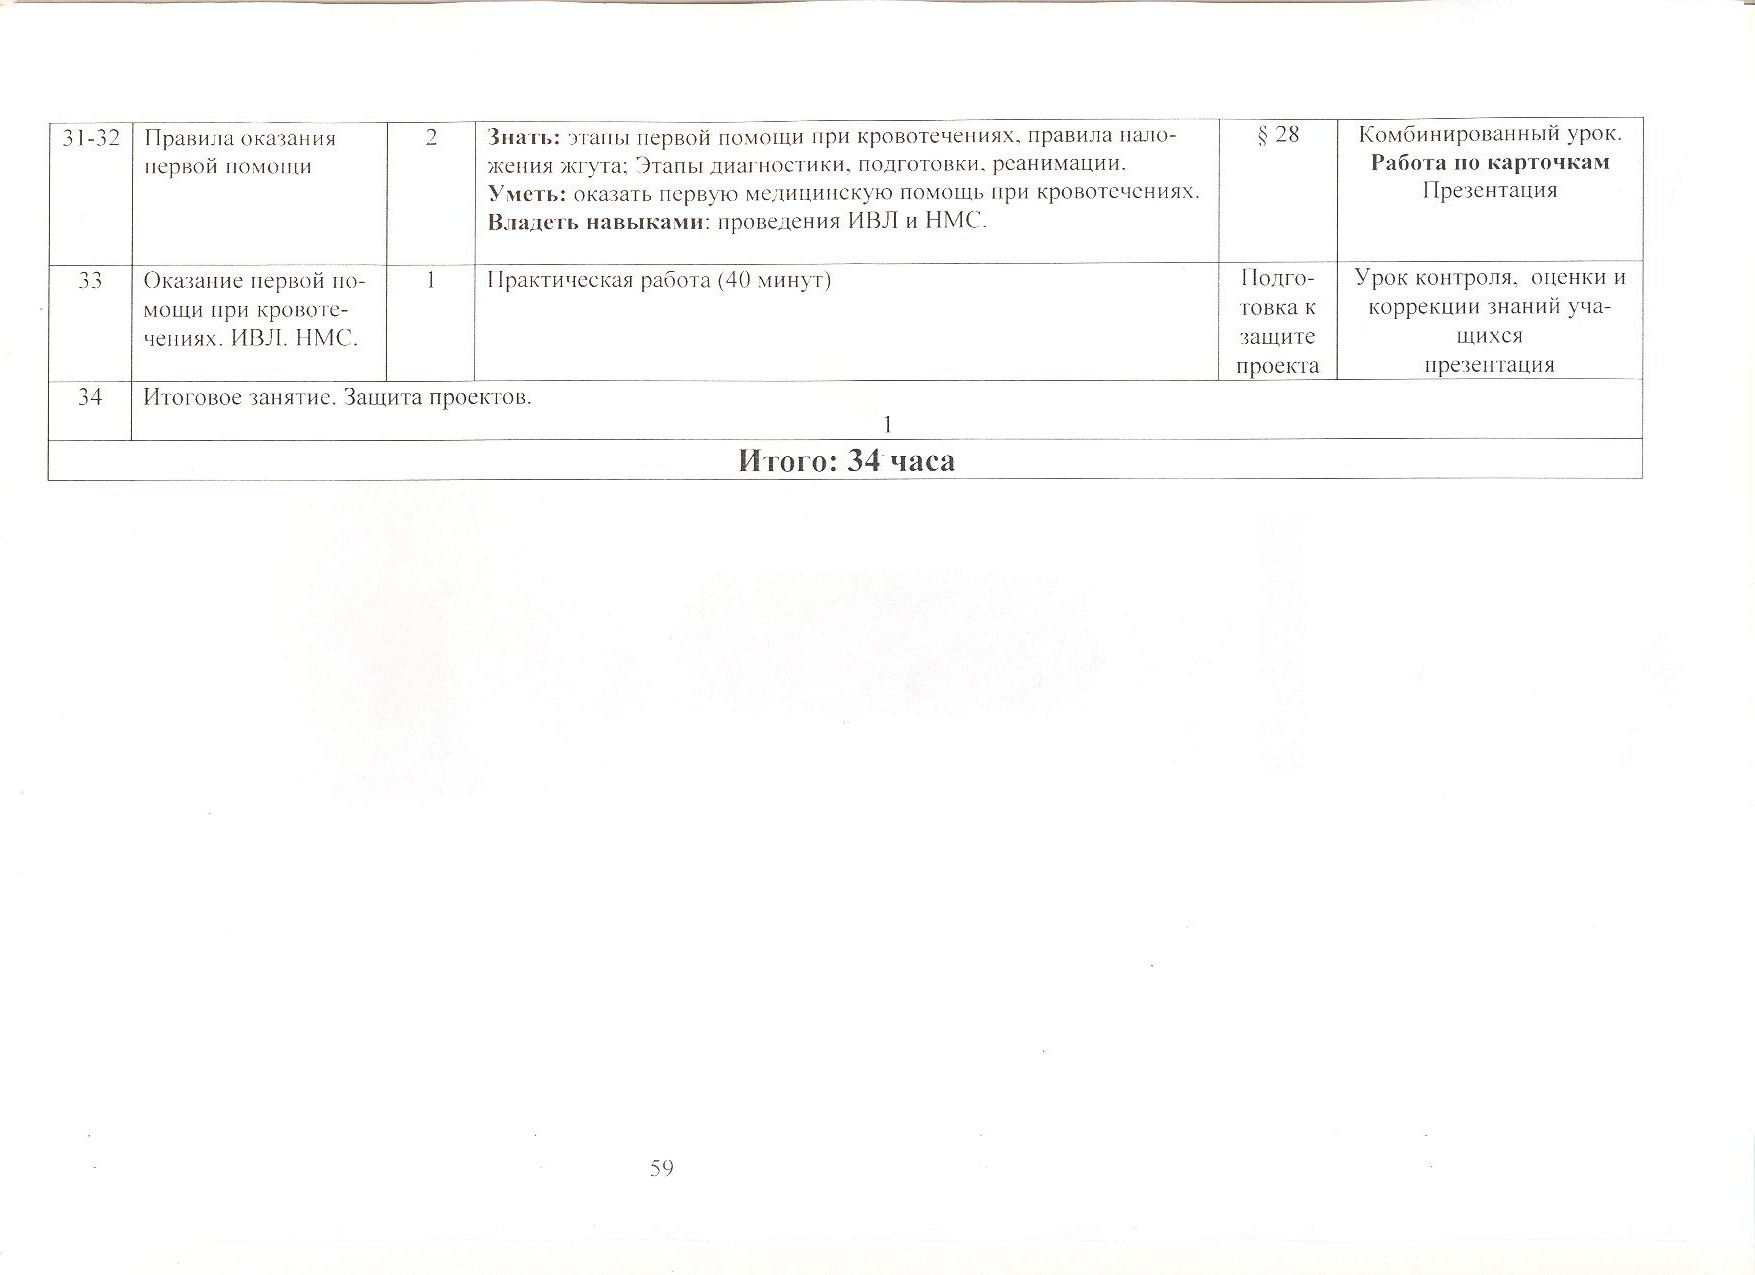 31-32
Правила оказания
первой помощи
2
Знать: этапы первой помощи при кровотечениях, правила нало-
жения жгута; Этапы диагностики, подготовки, реанимации.
Уметь: оказать первую медицинскую помощь при кровотечениях.
Владеть навыками: проведения ИВЛ и НМС.
§ 28
Комбинированный урок.
Работа по карточкам
Презентация
33
Оказание первой по-
мощи при кровоте-
чениях. ИВЛ. НМС.
1
Практическая работа (40 минут)
Подго-
товка к
защите
проекта
Урок контроля, оценки и
коррекции знаний уча-
щихся
презентация
34
Итоговое занятие. Защита проектов.
1
Итого: 34 часа
59